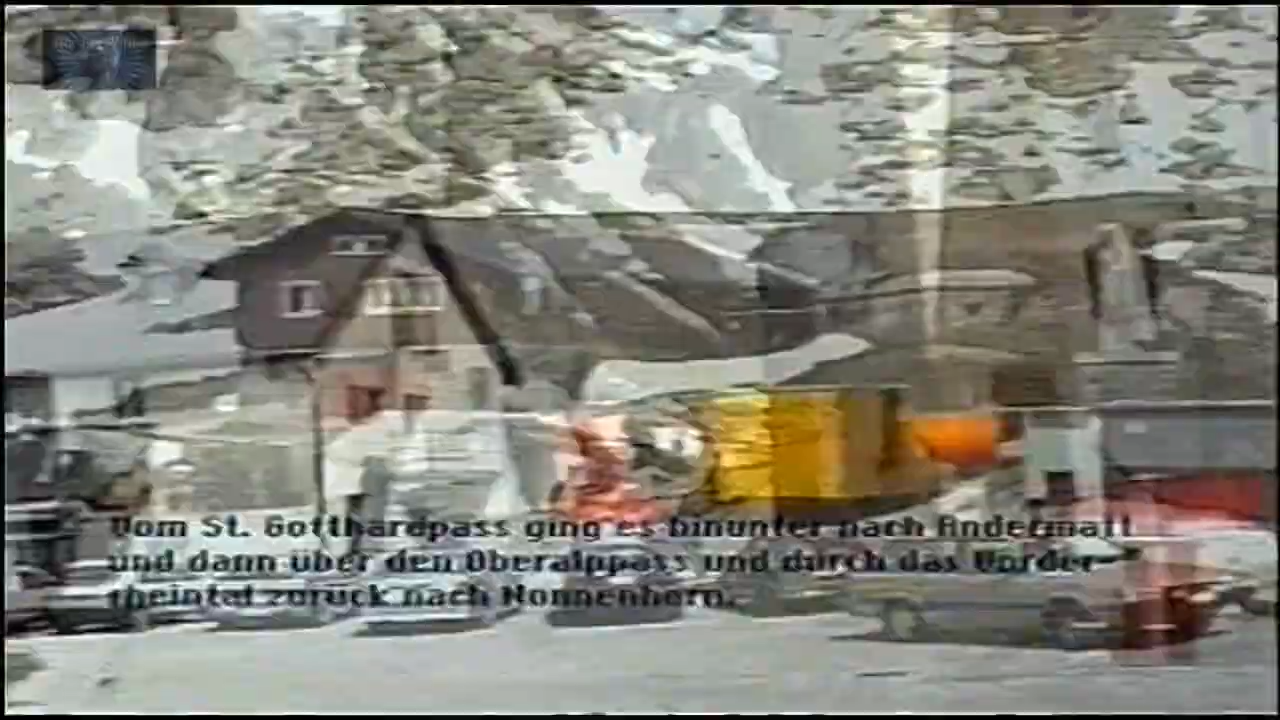 Vom St. Gotthardpass ging es hinunter nach Andermatt
und dann über den Oberalppass und durch das Vorder-
rheintal zurück nach Nonnenhorn.